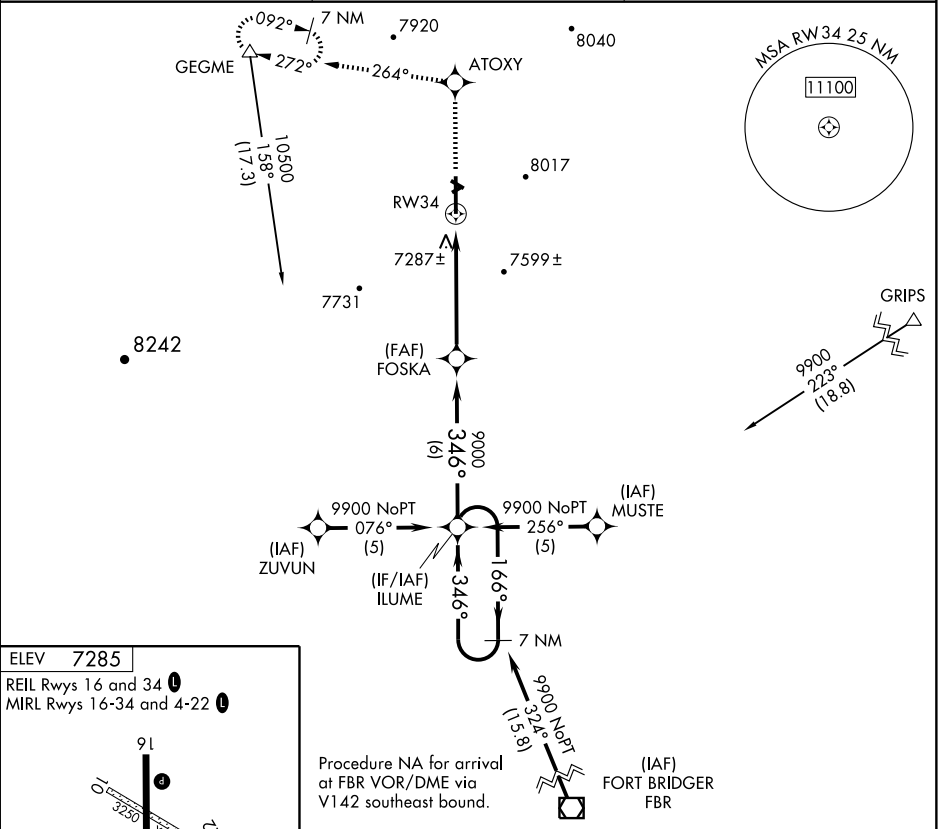 092°
7 NM
7920
8040
GEGME
272°
264°
ATOXY
MSA RW34 25 NM
11100
10500
158°
(17.3)
8017
RW34
7287±
7599±
7731
GRIPS
8242
(FAF)
FOSKA
9900
223°
(18.8)
9000
346°
(6)
9900 NoPT
076°
(5)
9900 NoPT
256°
(5)
(IAF)
MUSTE
(IAF)
ZUVUN
(IF/IAF)
ILUME
346°
166°
7 NM
9900 NoPT
324°
(15.8)
ELEV 7285
REIL Rwys 16 and 34 L
MIRL Rwys 16-34 and 4-22 L
16
P
10
3250
Procedure NA for arrival
at FBR VOR/DME via
V142 southeast bound.
(IAF)
FORT BRIDGER
FBR